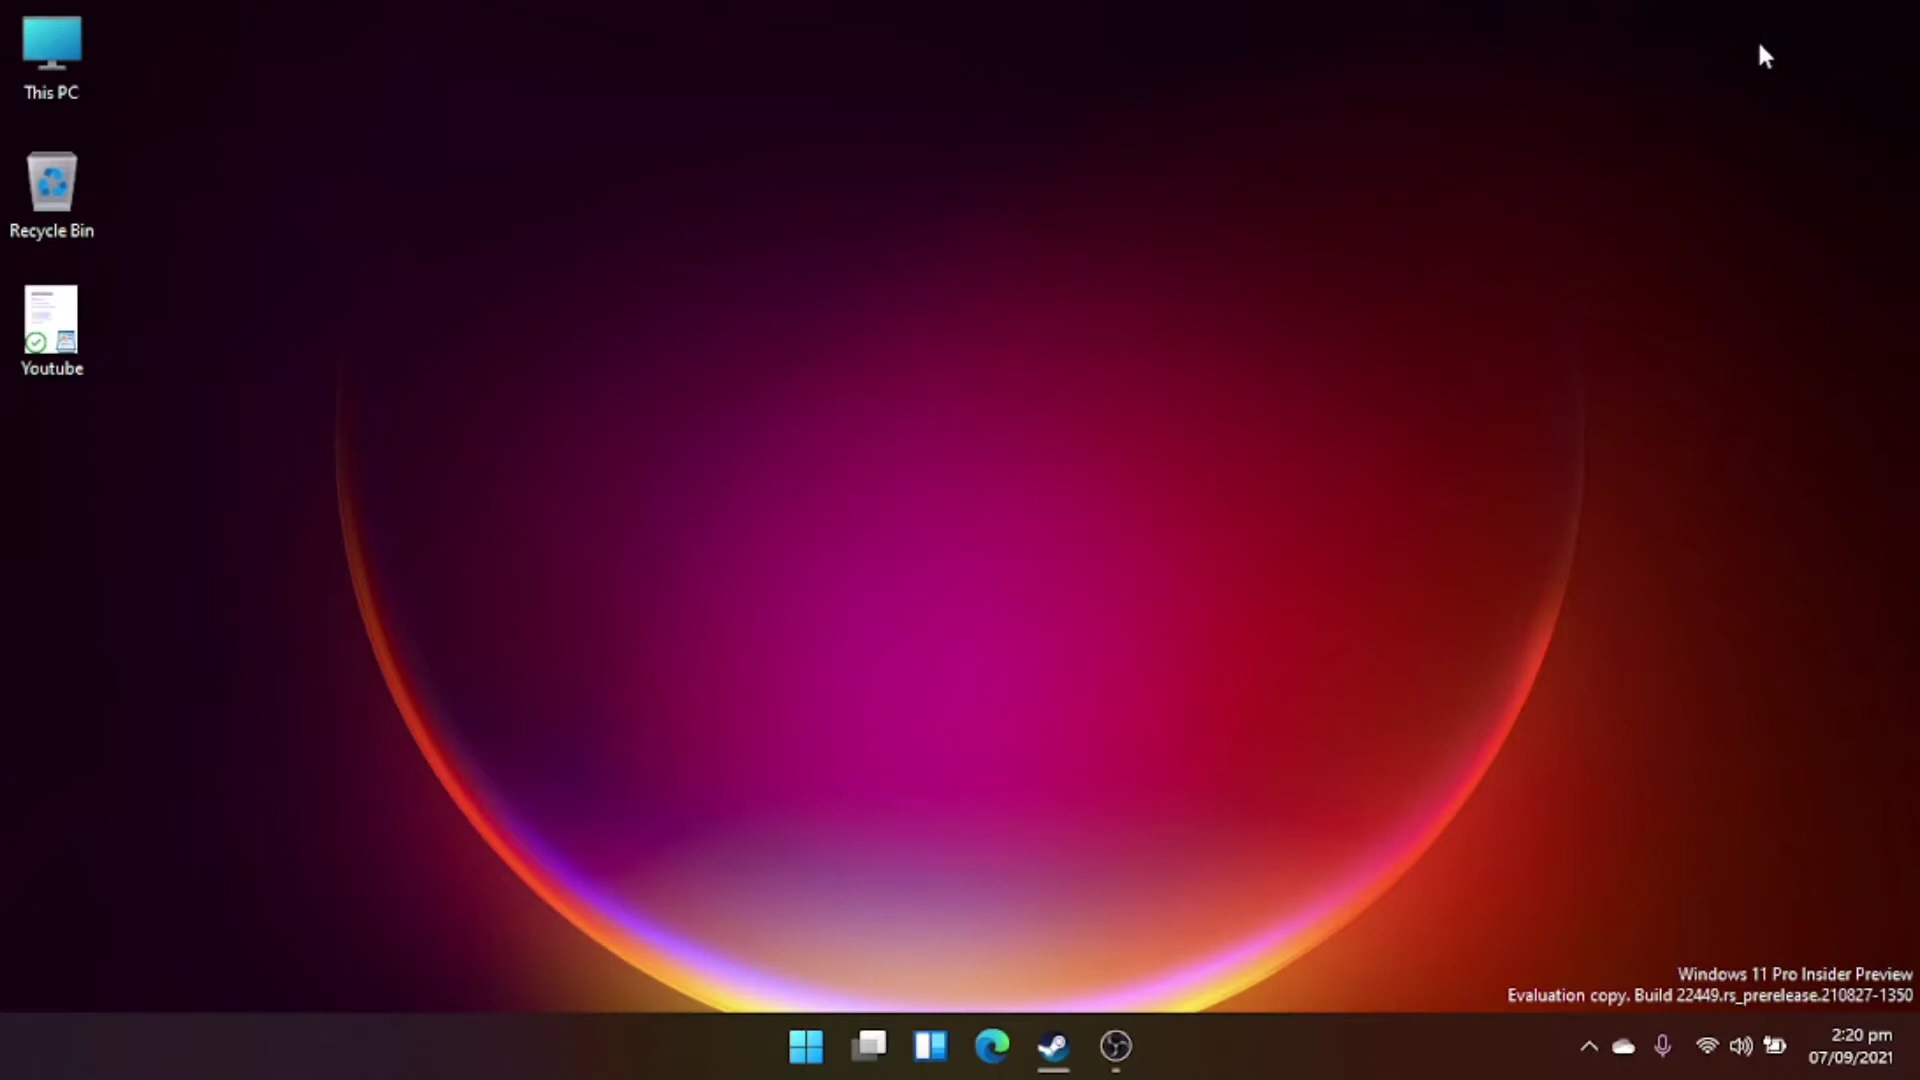 This PC
Recycle Bin
Youtube
Windows 11 Pro Insider Preview
Evaluation copy. Build 22449.rs_prerelease.210827-1350
2:20 pm
07/09/2021